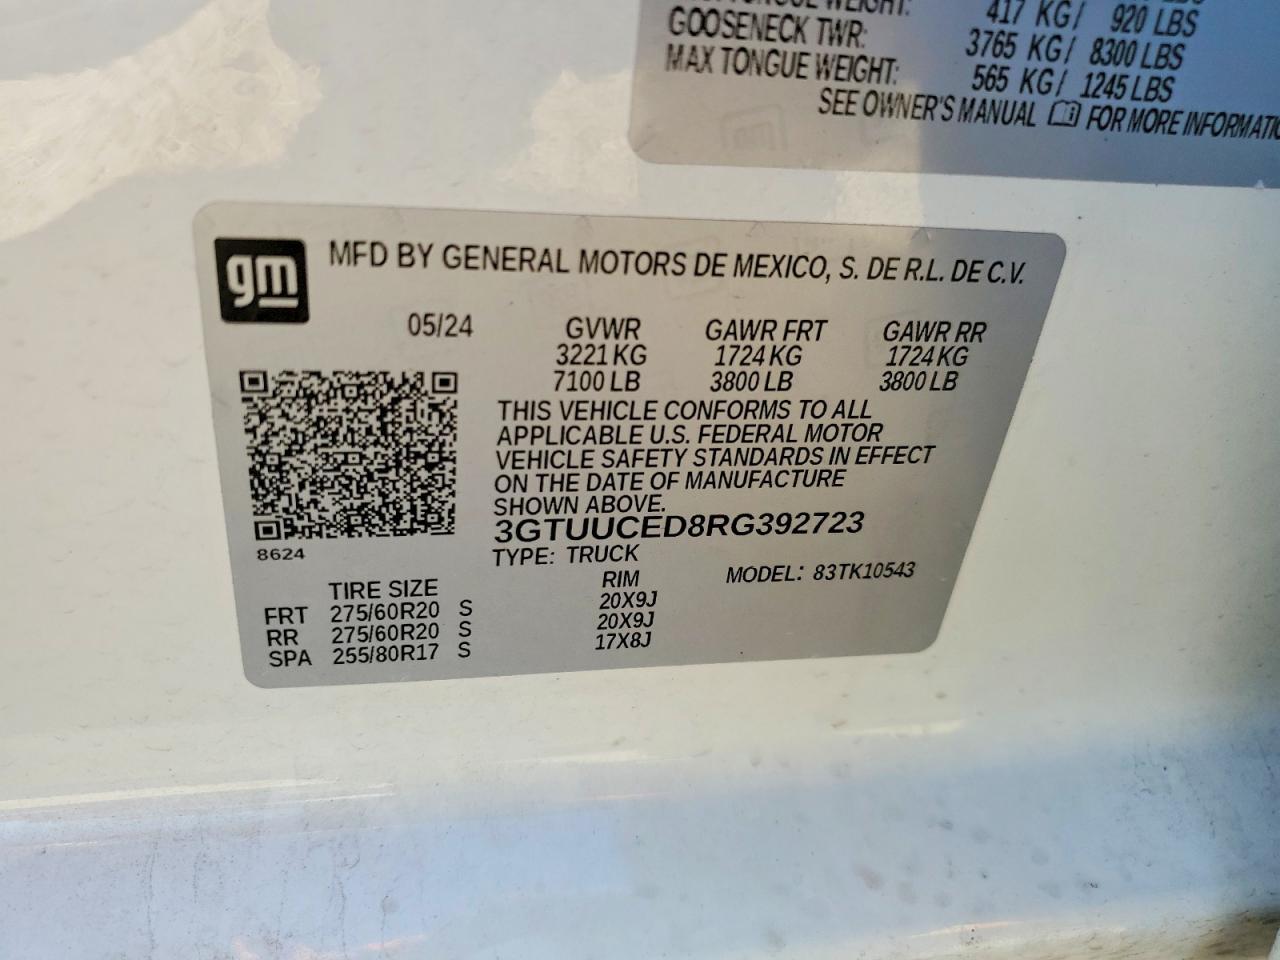 TONGUE WEIGHT: 417 KG/ 920 LBS
GOOSENECK TWR: 3765 KG/ 8300 LBS
MAX TONGUE WEIGHT: 565 KG/ 1245 LBS
SEE OWNER'S MANUAL FOR MORE
gm
MFD BY GENERAL MOTORS DE MEXICO, S. DE R.L. DE C.V.
05/24 GVWR GAWR FRT GAWR RR
3221 KG 1724 KG 1724 KG
7100 LB 3800 LB 3800 LB
THIS VEHICLE CONFORMS TO ALL
APPLICABLE U.S. FEDERAL MOTOR
VEHICLE SAFETY STANDARDS IN EFFECT
ON THE DATE OF MANUFACTURE
SHOWN ABOVE.
3GTUUCED8RG392723
8624
TYPE: TRUCK MODEL: 83TK10543
TIRE SIZE RIM
FRT 275/60R20 S 20X9J
RR 275/60R20 S 20X9J
SPA 255/80R17 S 17X8J